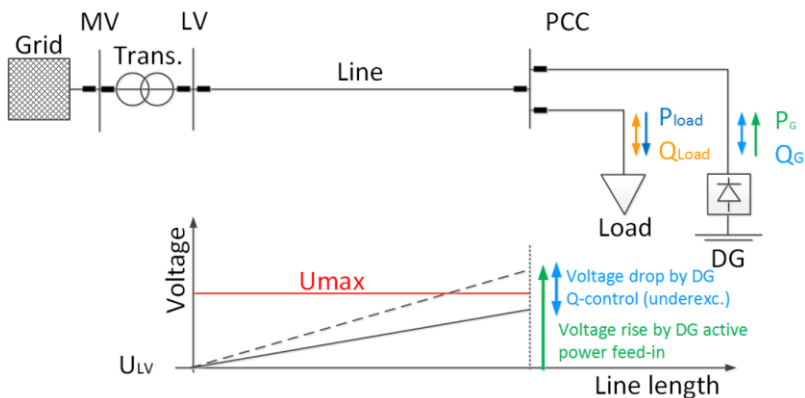 MV
LV
PCC
Grid
Trans.
Line
Pload
QLoad
PG
QG
Load
DG
Voltage
Umax
Voltage drop by DG
Q-control (underexc.)
Voltage rise by DG active
power feed-in
ULV
Line length